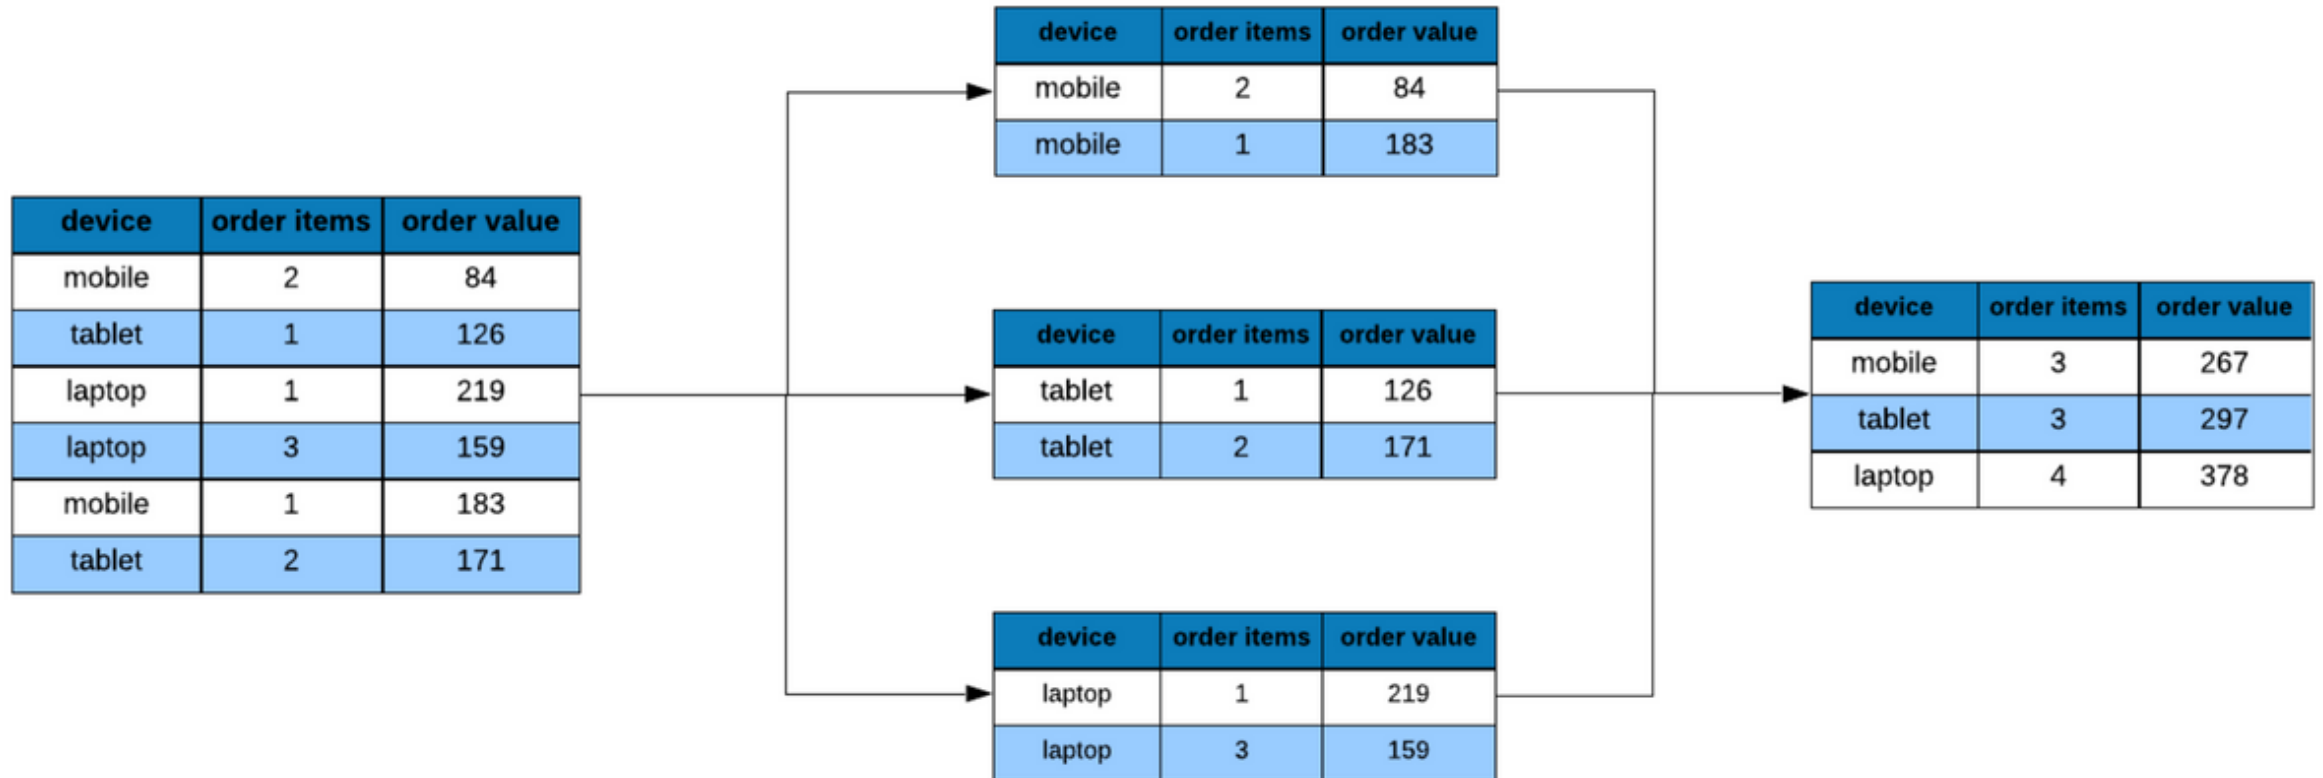 device order items order value
mobile 2 84
tablet 1 126
laptop 1 219
laptop 3 159
mobile 1 183
tablet 2 171
device order items order value
mobile 2 84
mobile 1 183
device order items order value
tablet 1 126
tablet 2 171
device order items order value
laptop 1 219
laptop 3 159
device order items order value
mobile 3 267
tablet 3 297
laptop 4 378